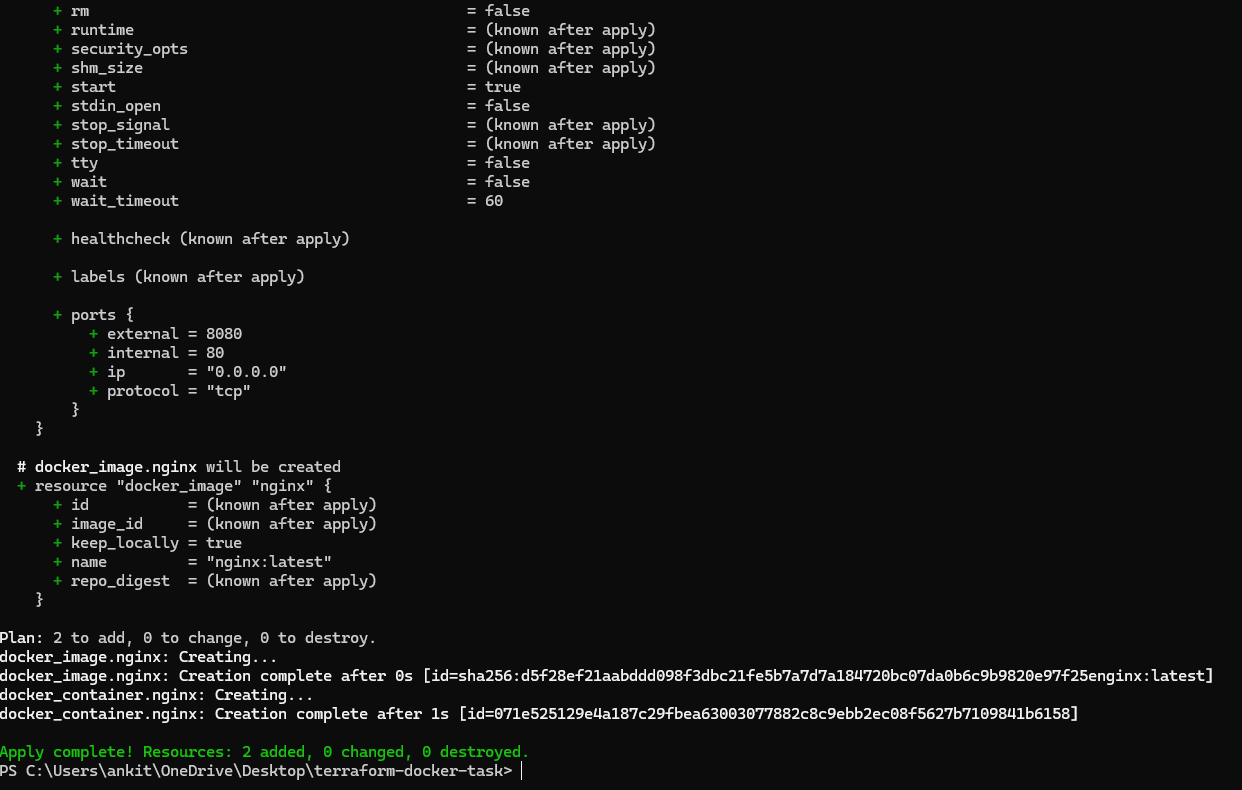 + rm = false
+ runtime = (known after apply)
+ security_opts = (known after apply)
+ shm_size = (known after apply)
+ start = true
+ stdin_open = false
+ stop_signal = (known after apply)
+ stop_timeout = (known after apply)
+ tty = false
+ wait = false
+ wait_timeout = 60
+ healthcheck (known after apply)
+ labels (known after apply)
+ ports {
+ external = 8080
+ internal = 80
+ ip = "0.0.0.0"
+ protocol = "tcp"
}
}
# docker_image.nginx will be created
+ resource "docker_image" "nginx" {
+ id = (known after apply)
+ image_id = (known after apply)
+ keep_locally = true
+ name = "nginx:latest"
+ repo_digest = (known after apply)
}
Plan: 2 to add, 0 to change, 0 to destroy.
docker_image.nginx: Creating...
docker_image.nginx: Creation complete after 0s [id=sha256:d5f28ef21aabddd098f3dbc21fe5b7a7d7a184720bc07da0b6c9b9820e97f25enginx:latest]
docker_container.nginx: Creating...
docker_container.nginx: Creation complete after 1s [id=071e525129e4a187c29fbea63003077882c8c9ebb2ec08f5627b7109841b6158]
Apply complete! Resources: 2 added, 0 changed, 0 destroyed.
PS C:\Users\ankit\OneDrive\Desktop\terraform-docker-task>